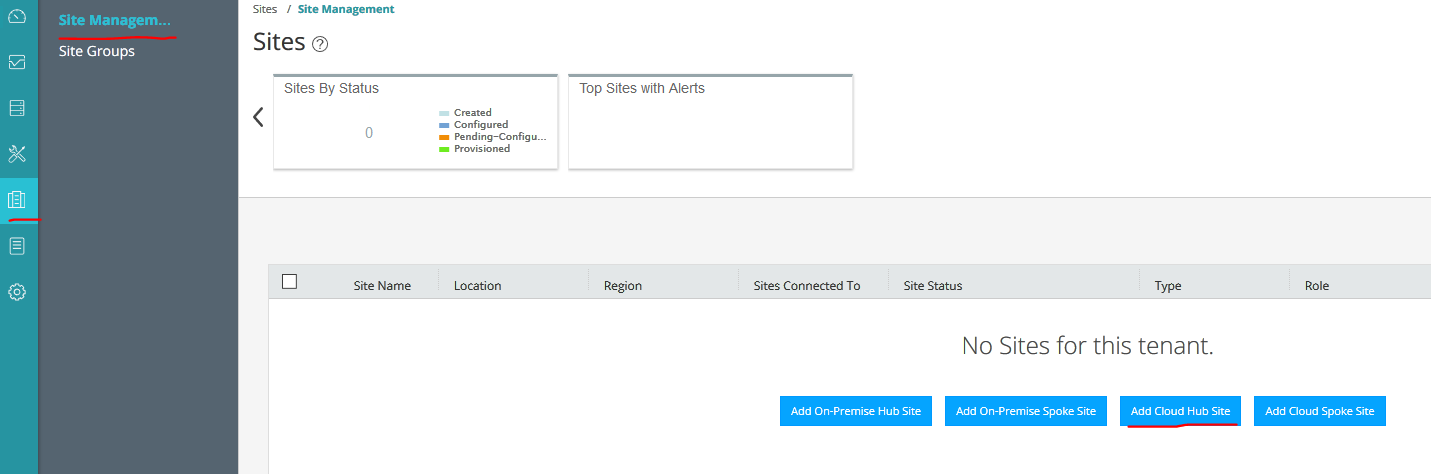 Site Managem...
Site Groups
Sites / Site Management
Sites ?
Sites By Status
0
Created
Configured
Pending-Configu...
Provisioned
Top Sites with Alerts
Site Name Location Region Sites Connected To Site Status Type Role
No Sites for this tenant.
Add On-Premise Hub Site Add On-Premise Spoke Site Add Cloud Hub Site Add Cloud Spoke Site